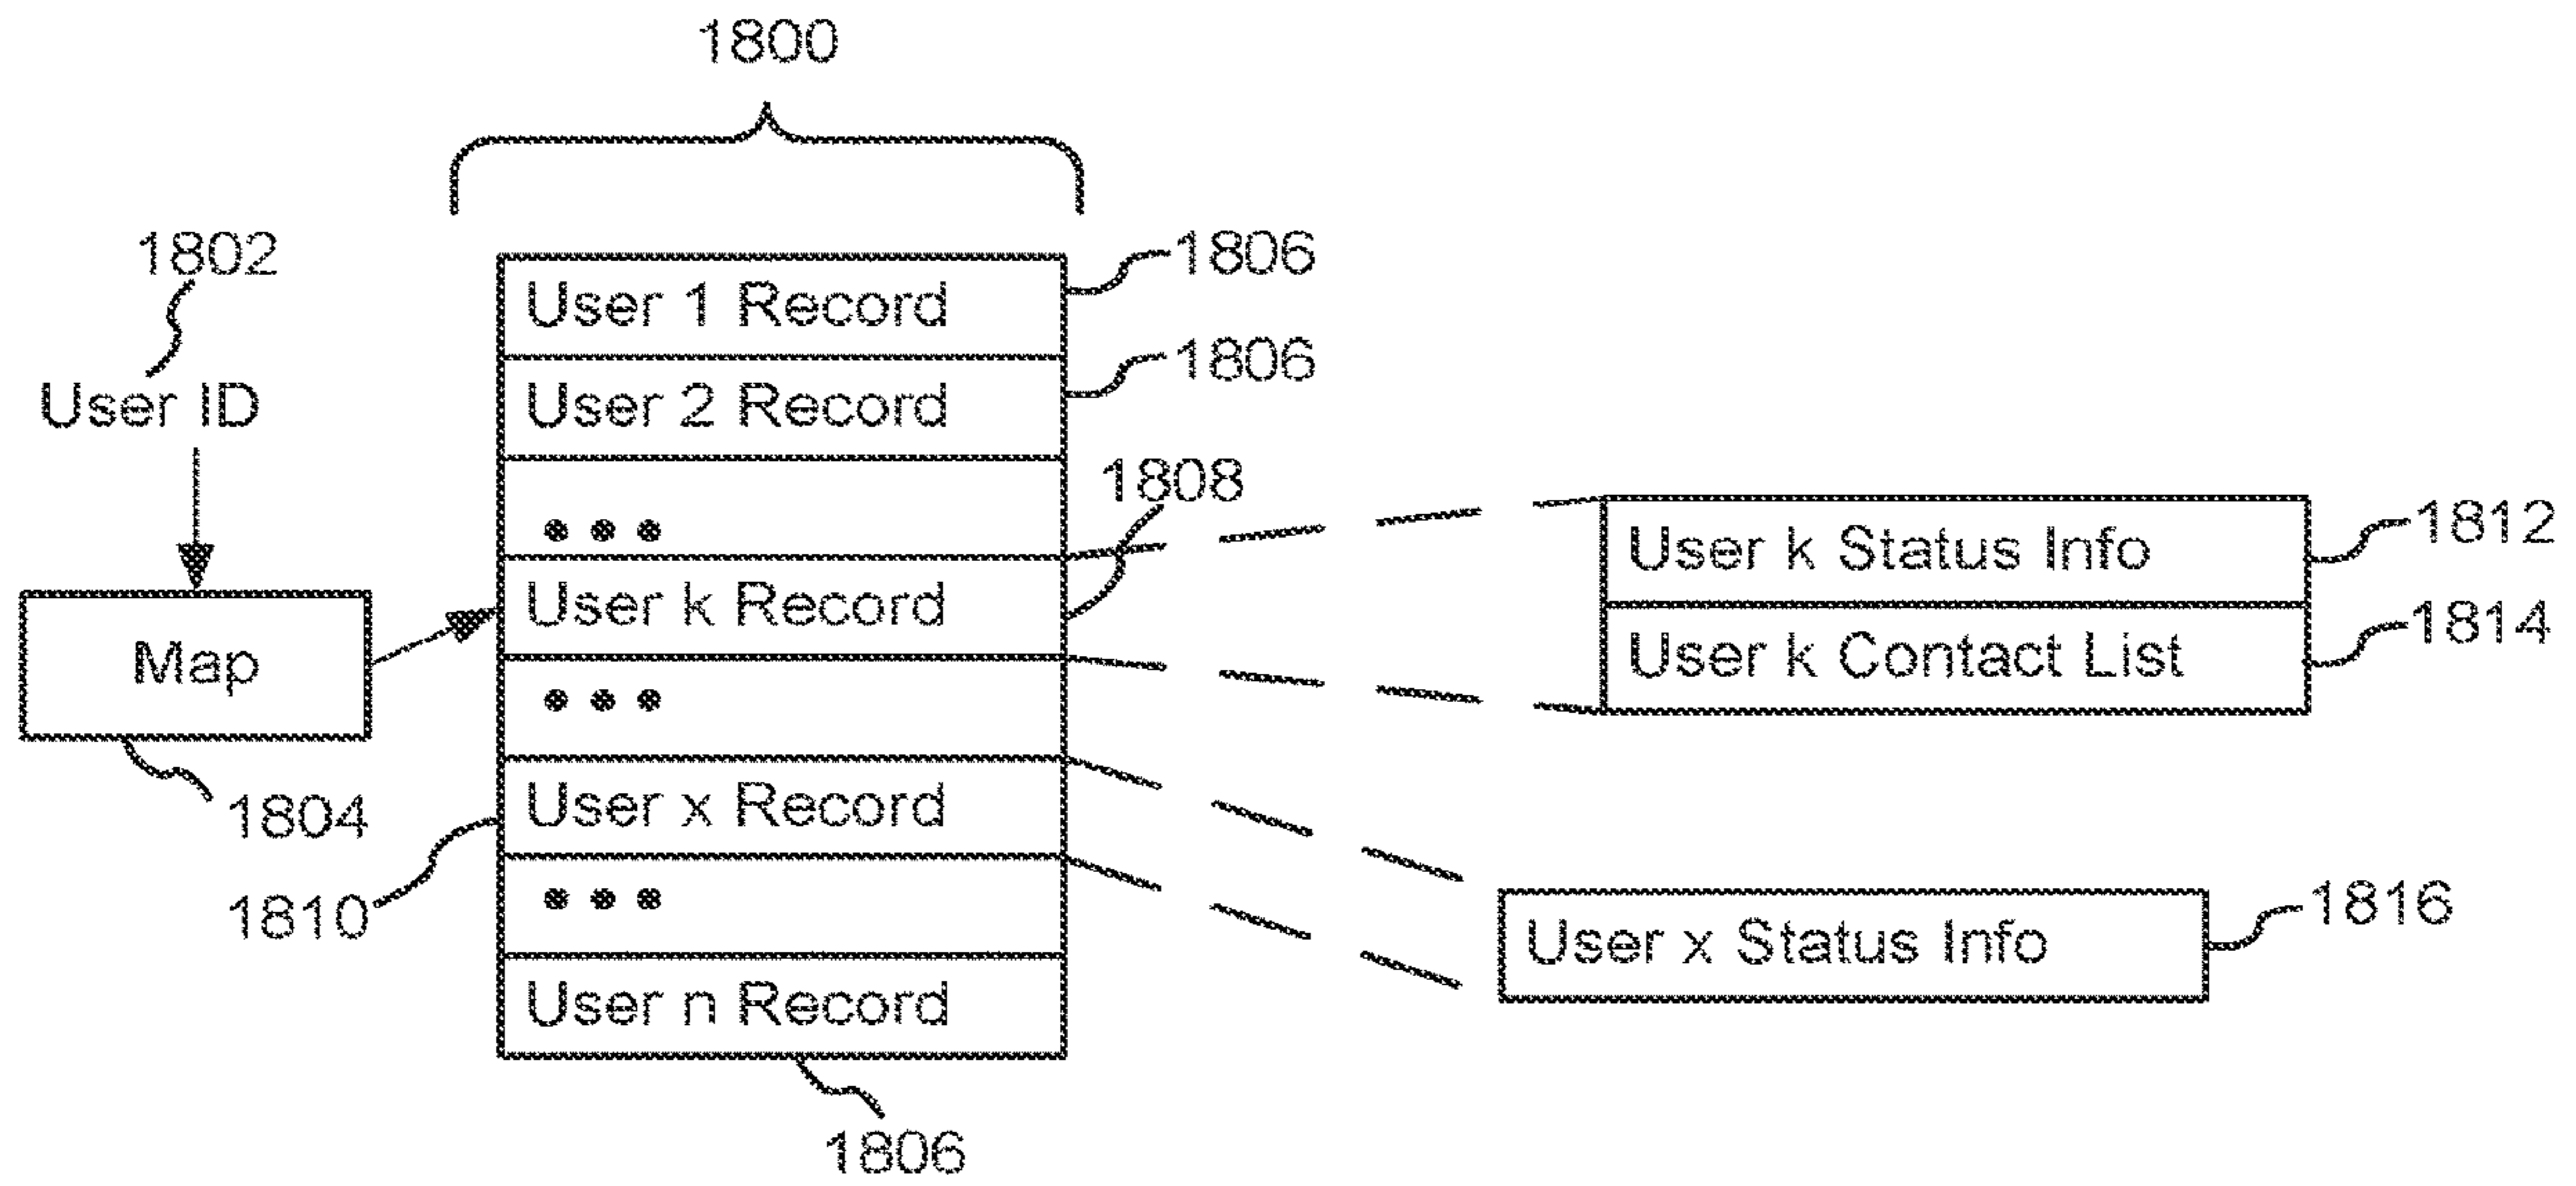 1800
1802
User ID
Map
1804
1810
User 1 Record
1806
User 2 Record
1806
● ● ●
1808
User k Record
● ● ●
User x Record
● ● ●
User n Record
1806
User k Status Info
1812
User k Contact List
1814
User x Status Info
1816